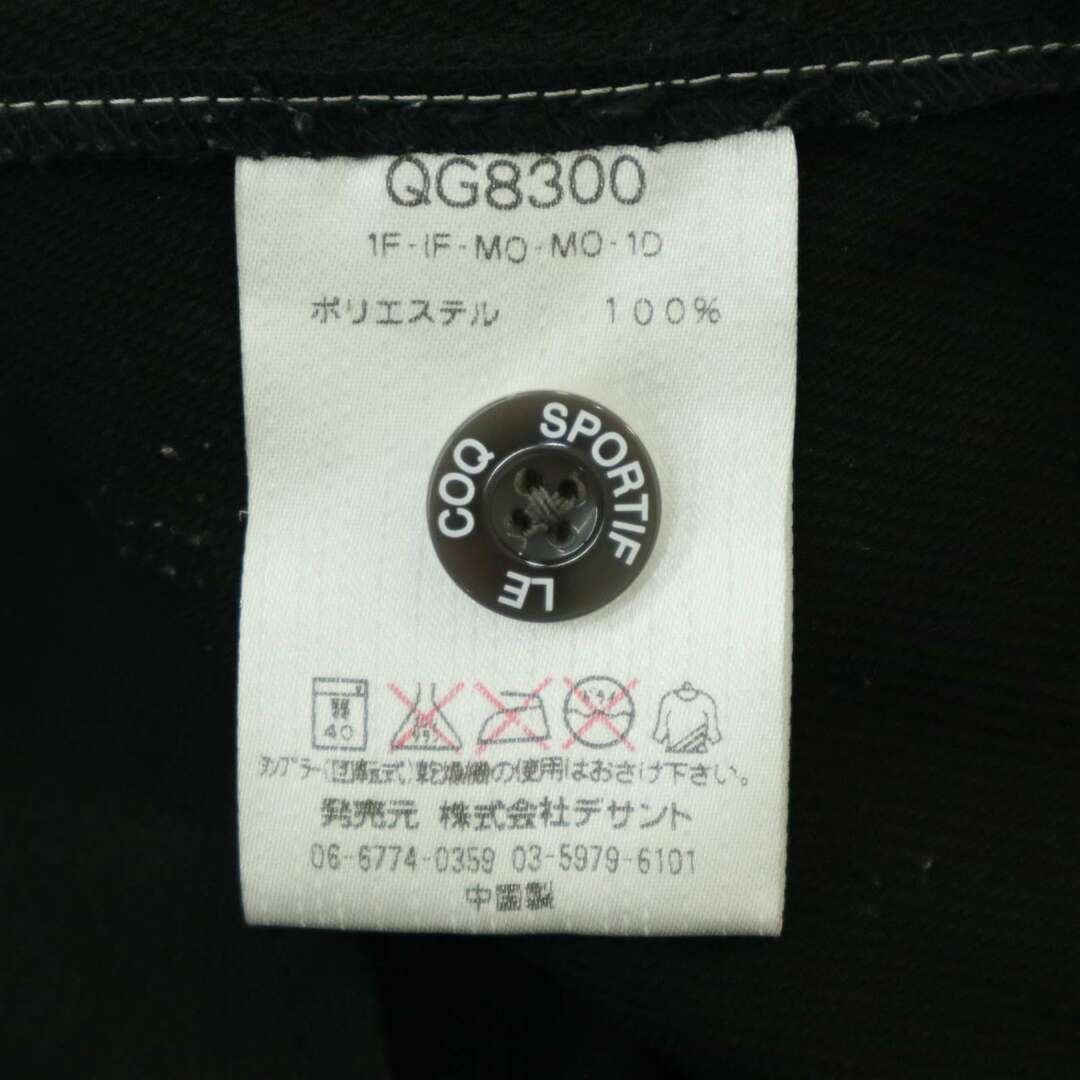 QG8300
1F-IF-MO-MO-1D
ポリエステル 100%
LE COQ SPORTIF
40
タンブラー(回転式)乾燥機の使用はおさけ下さい。
発売元 株式会社デサント
06-6774-0359 03-5979-6101
中国製